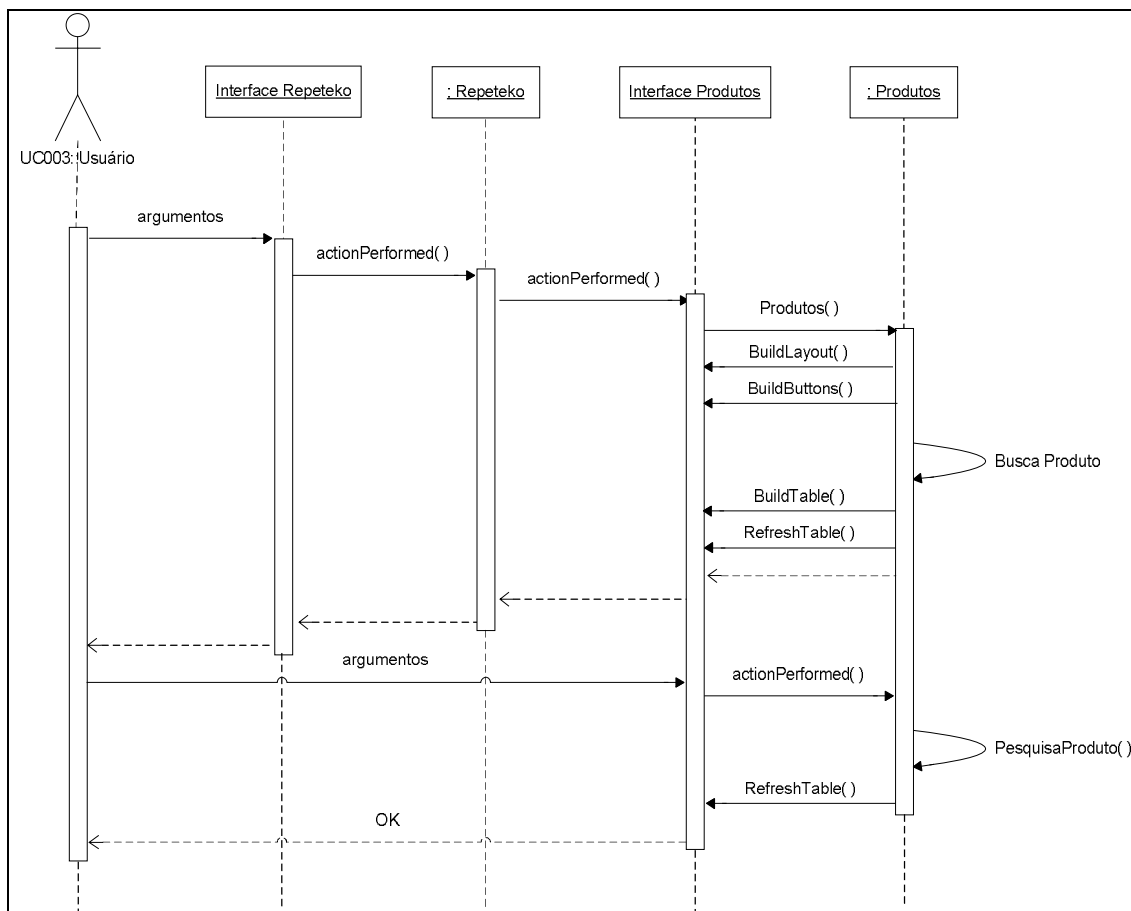 Interface Repeteko
: Repeteko
Interface Produtos
: Produtos
UC003: Usuário
argumentos
actionPerformed( )
actionPerformed( )
Produtos( )
BuildLayout( )
BuildButtons( )
Busca Produto
BuildTable( )
RefreshTable( )
argumentos
actionPerformed( )
PesquisaProduto( )
RefreshTable( )
OK